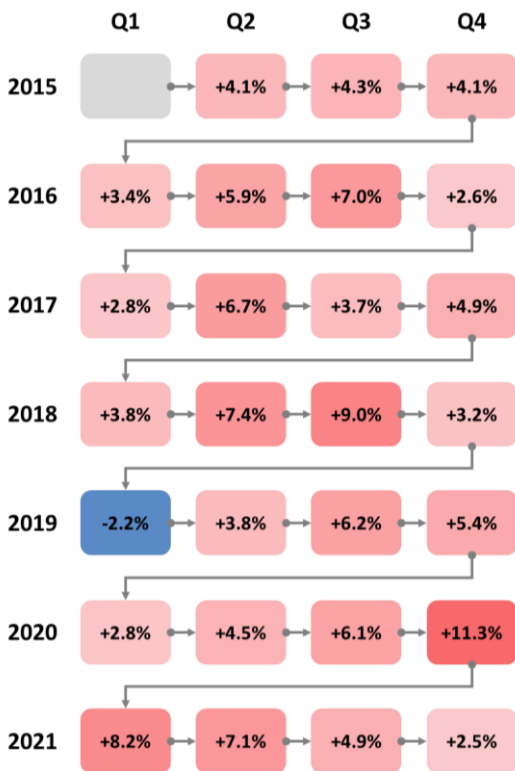 Q1 Q2 Q3 Q4
2015 +4.1% +4.3% +4.1%
2016 +3.4% +5.9% +7.0% +2.6%
2017 +2.8% +6.7% +3.7% +4.9%
2018 +3.8% +7.4% +9.0% +3.2%
2019 -2.2% +3.8% +6.2% +5.4%
2020 +2.8% +4.5% +6.1% +11.3%
2021 +8.2% +7.1% +4.9% +2.5%